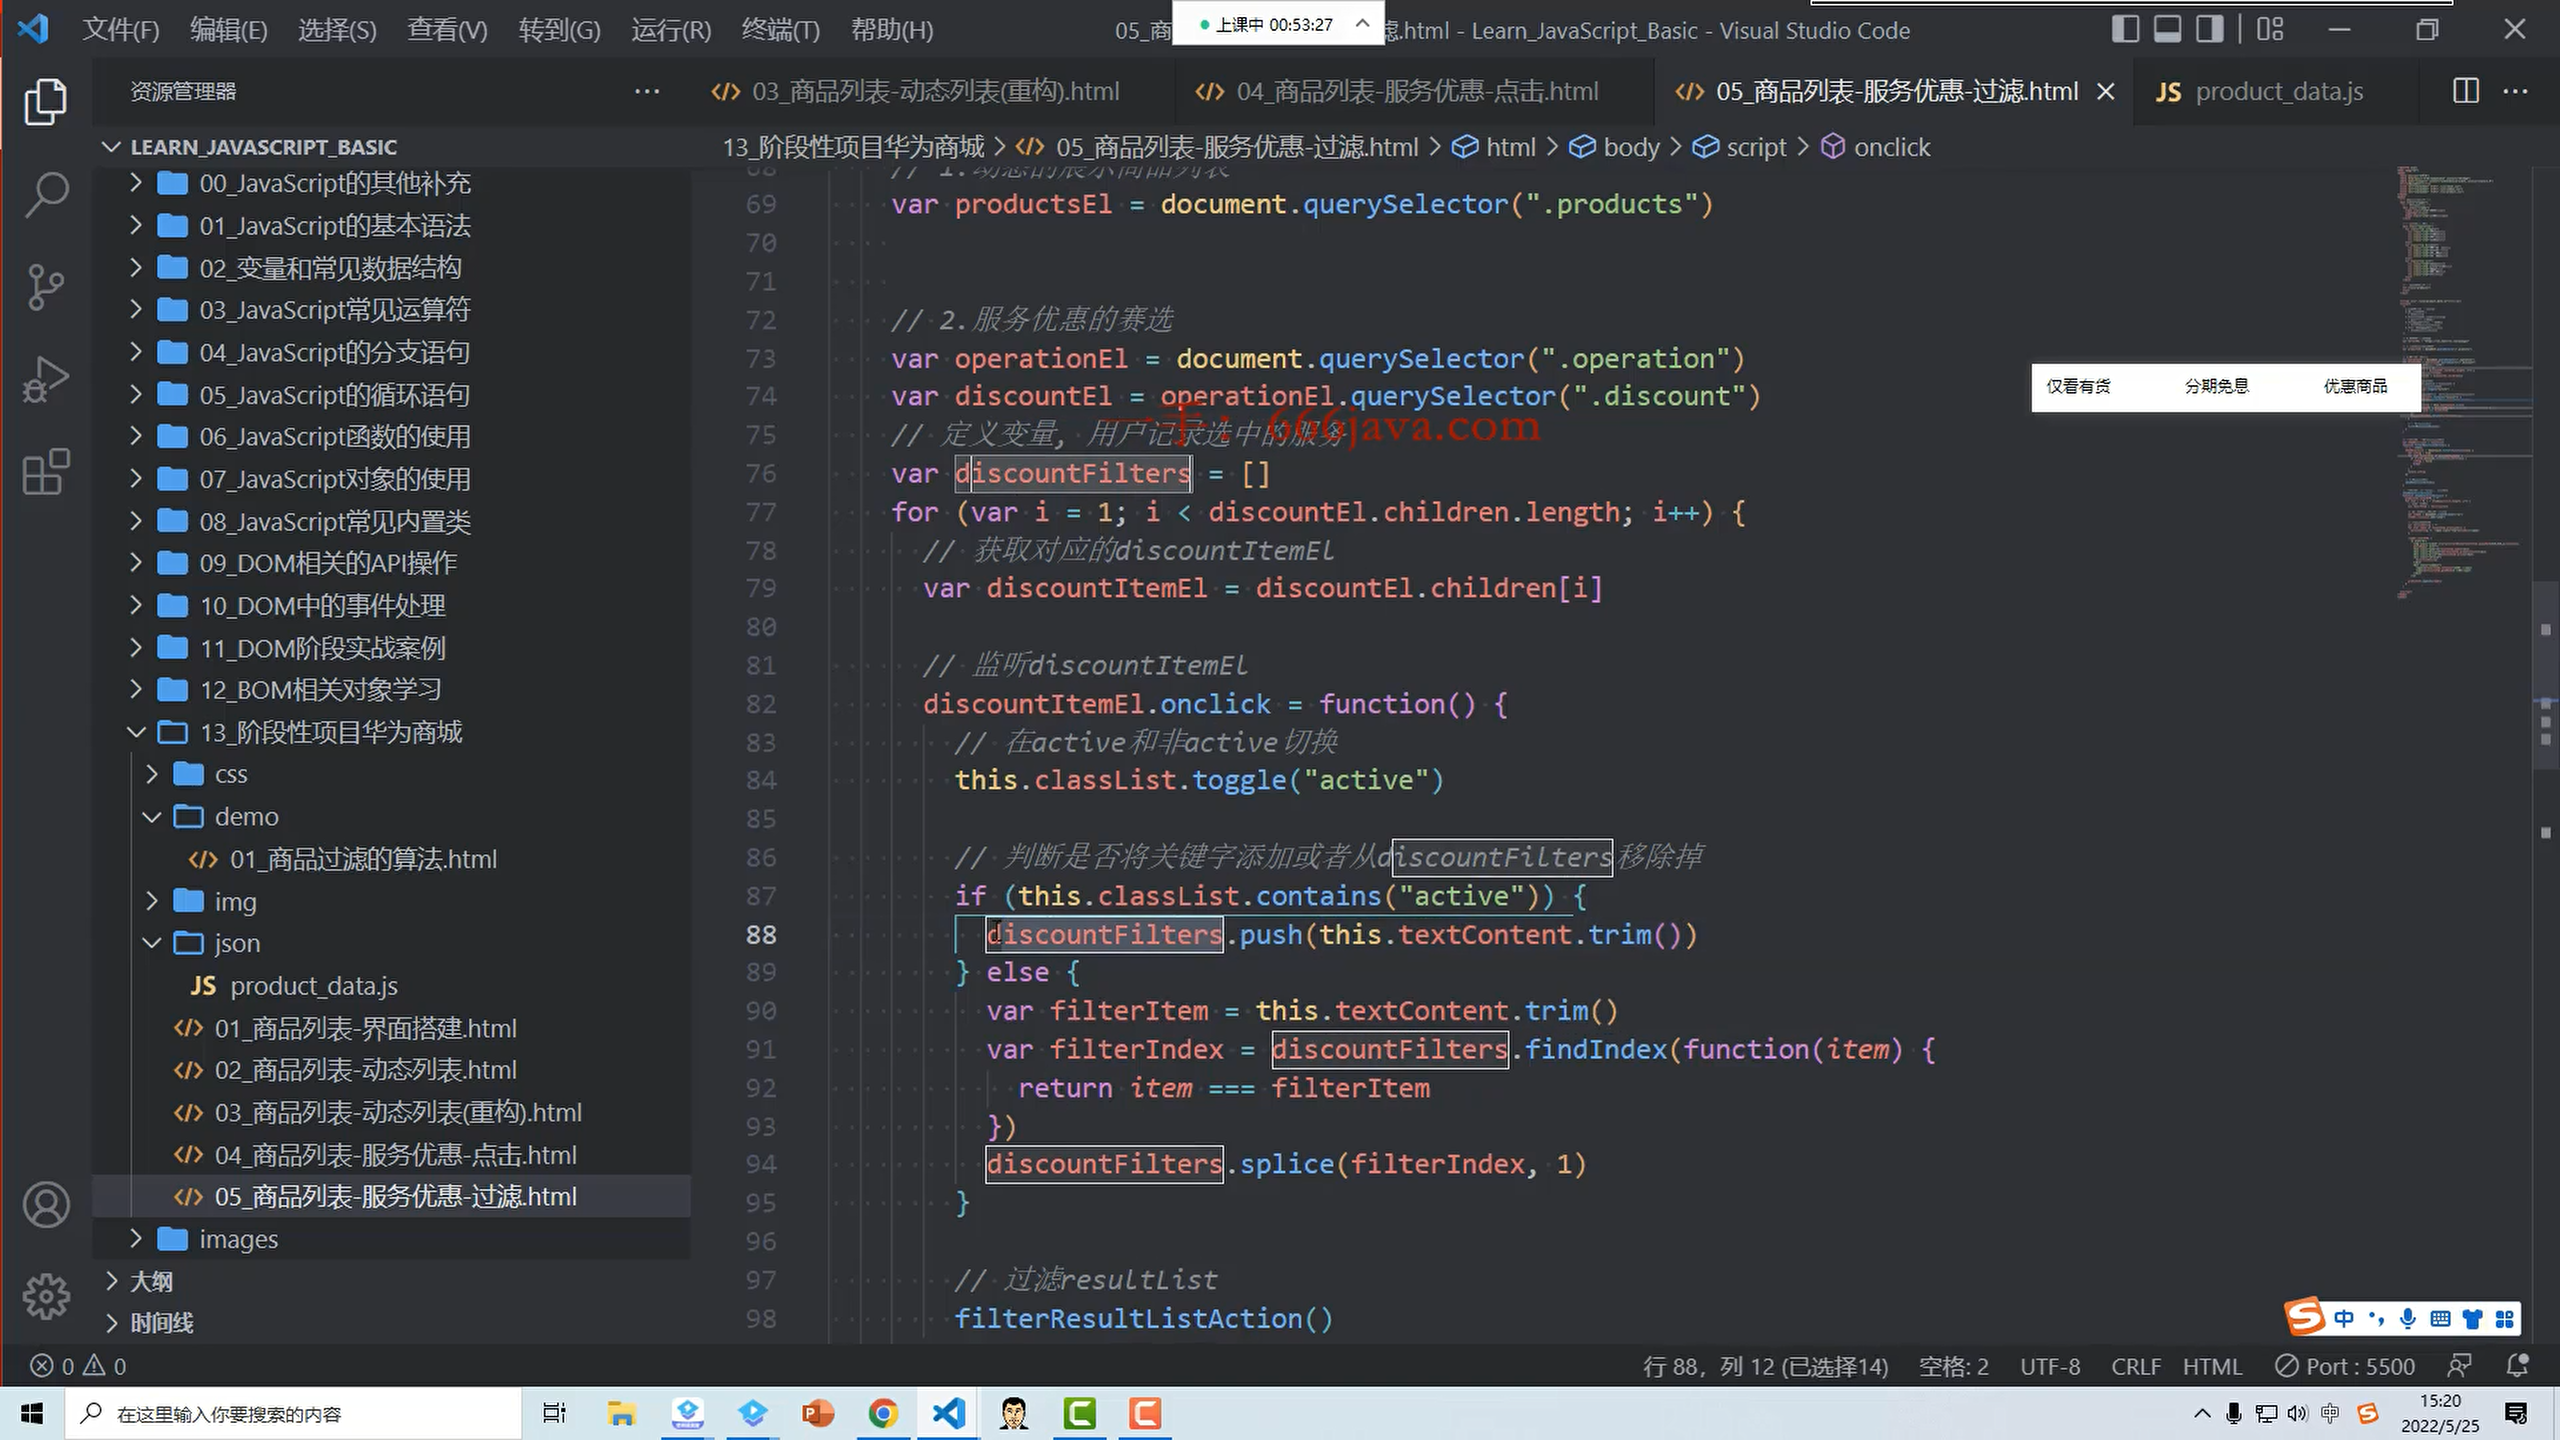 文件(F) 编辑(E) 选择(S) 查看(V) 转到(G) 运行(R) 终端(T) 帮助(H)
05_商
上课中 00:53:27
滤.html - Learn_JavaScript_Basic - Visual Studio Code
资源管理器
03_商品列表-动态列表(重构).html
04_商品列表-服务优惠-点击.html
05_商品列表-服务优惠-过滤.html
JS product_data.js
13_阶段性项目华为商城 > 05_商品列表-服务优惠-过滤.html > html > body > script > onclick
LEARN_JAVASCRIPT_BASIC
00_JavaScript的其他补充
01_JavaScript的基本语法
02_变量和常见数据结构
03_JavaScript常见运算符
04_JavaScript的分支语句
05_JavaScript的循环语句
06_JavaScript函数的使用
07_JavaScript对象的使用
08_JavaScript常见内置类
09_DOM相关的API操作
10_DOM中的事件处理
11_DOM阶段实战案例
12_BOM相关对象学习
13_阶段性项目华为商城
css
demo
01_商品过滤的算法.html
img
json
JS product_data.js
01_商品列表-界面搭建.html
02_商品列表-动态列表.html
03_商品列表-动态列表(重构).html
04_商品列表-服务优惠-点击.html
05_商品列表-服务优惠-过滤.html
images
大纲
时间线
68 // 1.动态的展示商品列表
69 var productsEl = document.querySelector(".products")
70
71
72 // 2.服务优惠的赛选
73 var operationEl = document.querySelector(".operation")
74 var discountEl = operationEl.querySelector(".discount")
75 // 定义变量, 用户记录选中的服务
一手: 666java.com
76 var discountFilters = []
77 for (var i = 1; i < discountEl.children.length; i++) {
78 // 获取对应的discountItemEl
79 var discountItemEl = discountEl.children[i]
80
81 // 监听discountItemEl
82 discountItemEl.onclick = function() {
83 // 在active和非active切换
84 this.classList.toggle("active")
85
86 // 判断是否将关键字添加或者从discountFilters移除掉
87 if (this.classList.contains("active")) {
88 discountFilters.push(this.textContent.trim())
89 } else {
90 var filterItem = this.textContent.trim()
91 var filterIndex = discountFilters.findIndex(function(item) {
92 return item === filterItem
93 })
94 discountFilters.splice(filterIndex, 1)
95 }
96
97 // 过滤resultList
98 filterResultListAction()
仅看有货 分期免息 优惠商品
中
0 0
行 88，列 12 (已选择14) 空格: 2 UTF-8 CRLF HTML Port : 5500
在这里输入你要搜索的内容
中
15:20
2022/5/25